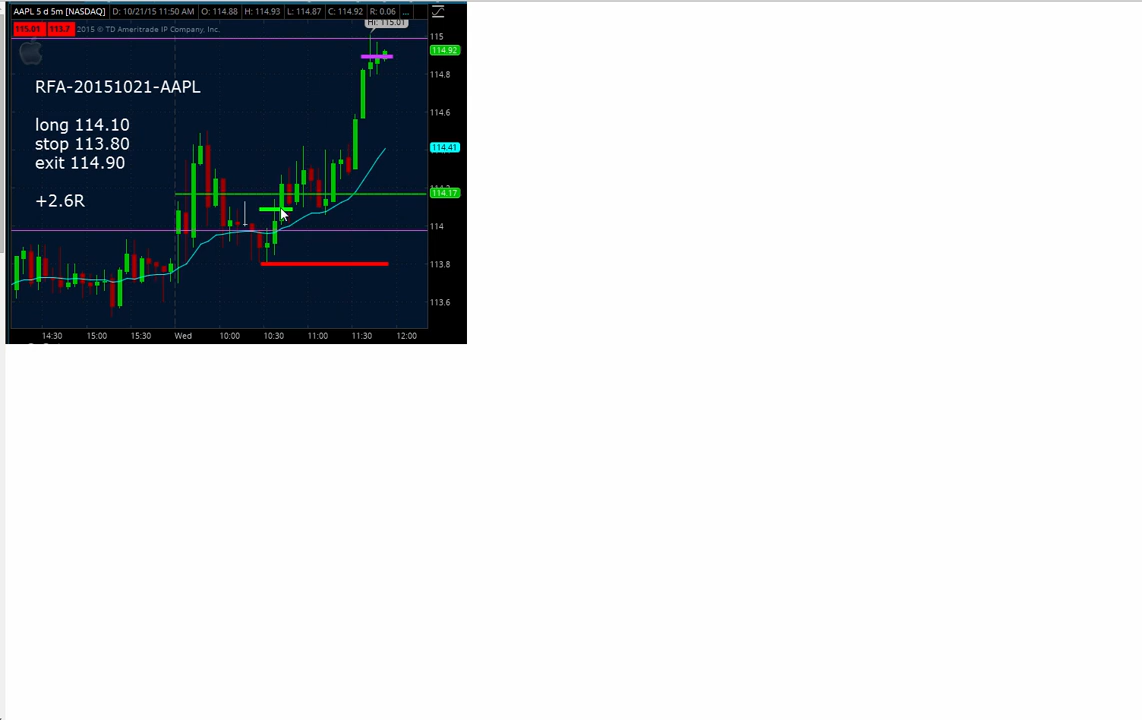 AAPL 5 d 5m [NASDAQ] D: 10/21/15 11:50 AM O: 114.88 H: 114.93 L: 114.87 C: 114.92 R: 0.06 ...
115.01 113.7 2015 © TD Ameritrade IP Company, Inc.
Hi: 115.01
115
114.92
114.8
RFA-20151021-AAPL
114.6
long 114.10
stop 113.80
114.41
exit 114.90
114.17
+2.6R
114
113.8
113.6
14:30 15:00 15:30 Wed 10:00 10:30 11:00 11:30 12:00